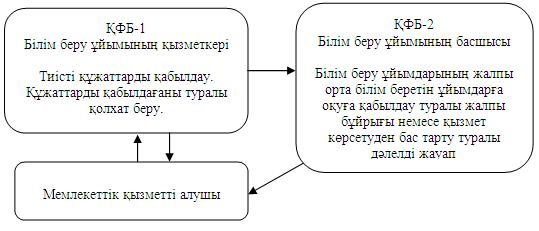 ҚФБ-1
Білім беру ұйымының қызметкері
Тиісті құжаттарды қабылдау.
Құжаттарды қабылдағаны туралы
қолхат беру.
ҚФБ-2
Білім беру ұйымының басшысы
Білім беру ұйымдарының жалпы
орта білім беретін ұйымдарға
оқуға қабылдау туралы жалпы
бұйрығы немесе қызмет
көрсетуден бас тарту туралы
дәлелді жауап
Мемлекеттік қызметті алушы